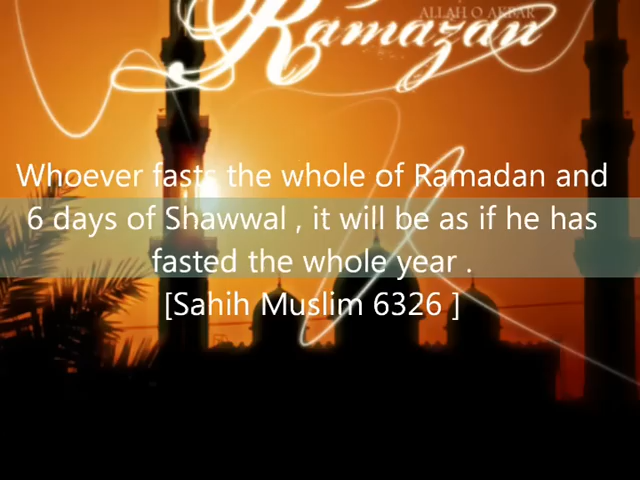 ALLAH O AKBAR
Ramazan
Whoever fasts the whole of Ramadan and
6 days of Shawwal , it will be as if he has
fasted the whole year .
[Sahih Muslim 6326 ]